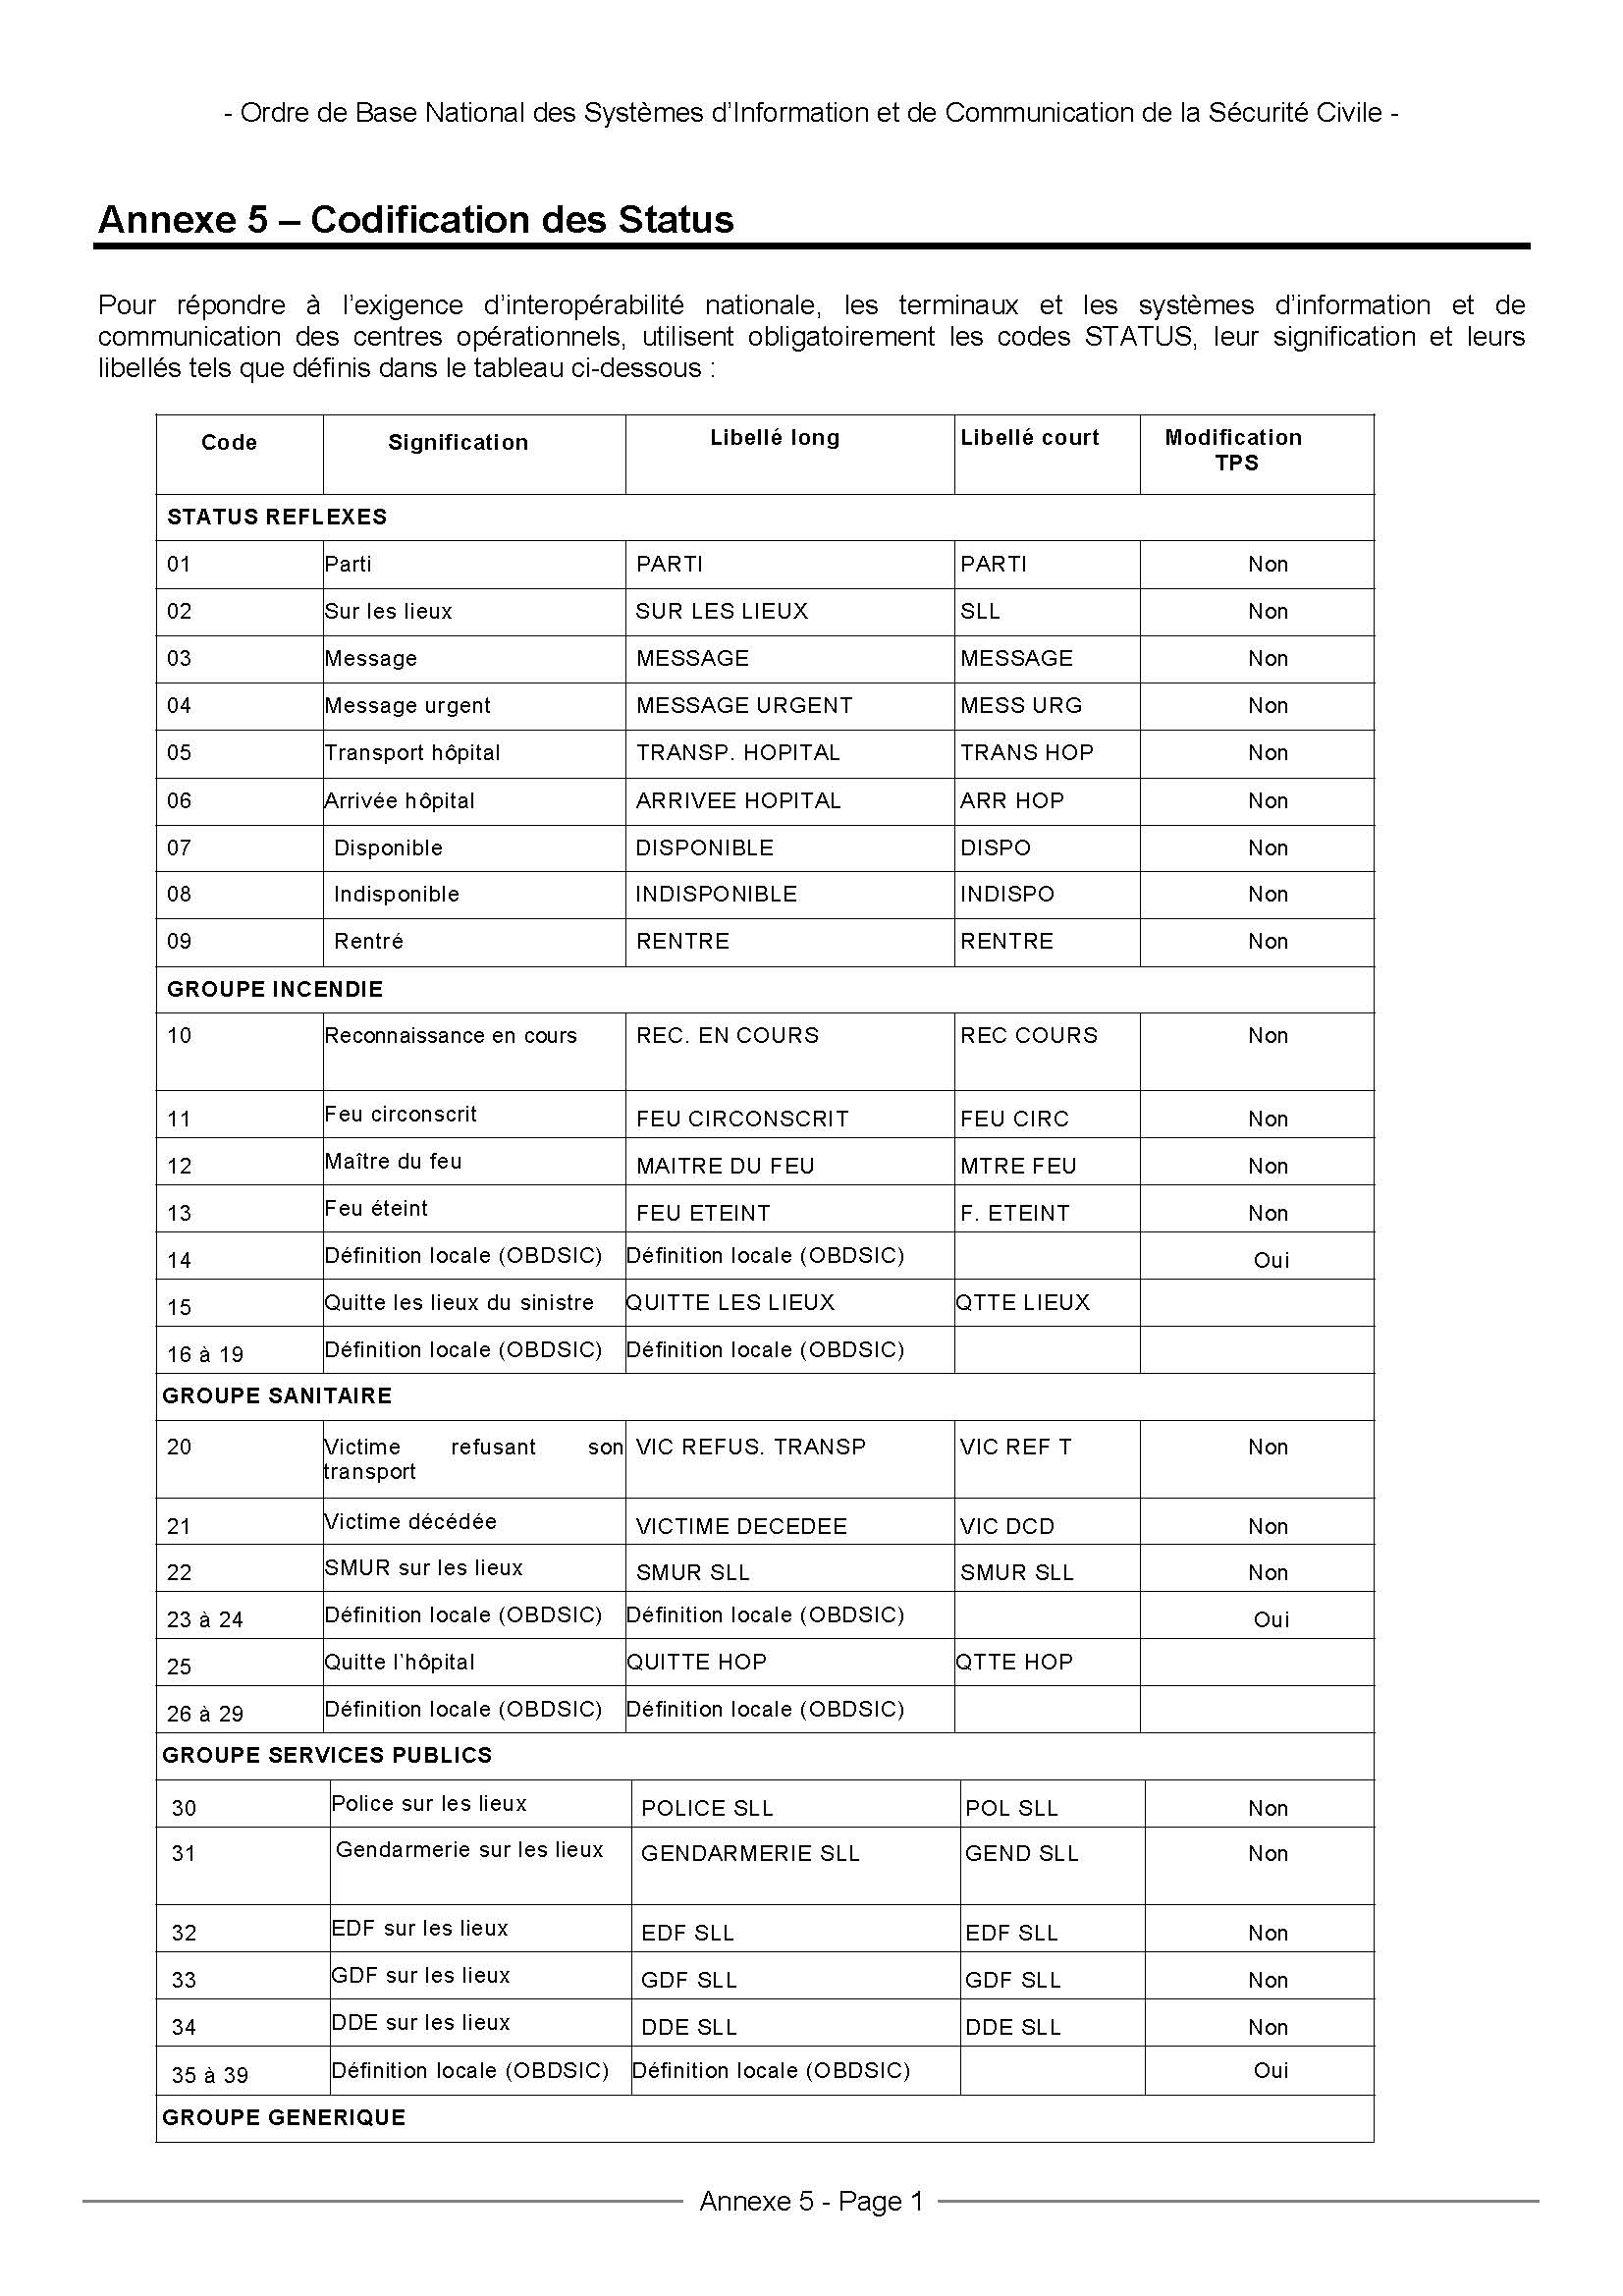 - Ordre de Base National des Systèmes d'Information et de Communication de la Sécurité Civile -
Annexe 5 – Codification des Status
Pour répondre à l'exigence d'interopérabilité nationale, les terminaux et les systèmes d'information et de
communication des centres opérationnels, utilisent obligatoirement les codes STATUS, leur signification et leurs
libellés tels que définis dans le tableau ci-dessous :
Code Signification Libellé long Libellé court Modification
TPS
STATUS REFLEXES
01 Parti PARTI PARTI Non
02 Sur les lieux SUR LES LIEUX SLL Non
03 Message MESSAGE MESSAGE Non
04 Message urgent MESSAGE URGENT MESS URG Non
05 Transport hôpital TRANSP. HOPITAL TRANS HOP Non
06 Arrivée hôpital ARRIVEE HOPITAL ARR HOP Non
07 Disponible DISPONIBLE DISPO Non
08 Indisponible INDISPONIBLE INDISPO Non
09 Rentré RENTRE RENTRE Non
GROUPE INCENDIE
10 Reconnaissance en cours REC. EN COURS REC COURS Non
11 Feu circonscrit FEU CIRCONSCRIT FEU CIRC Non
12 Maître du feu MAITRE DU FEU MTRE FEU Non
13 Feu éteint FEU ETEINT F. ETEINT Non
14 Définition locale (OBDSIC) Définition locale (OBDSIC) Oui
15 Quitte les lieux du sinistre QUITTE LES LIEUX QTTE LIEUX
16 à 19 Définition locale (OBDSIC) Définition locale (OBDSIC)
GROUPE SANITAIRE
20 Victime refusant son VIC REFUS. TRANSP VIC REF T Non
transport
21 Victime décédée VICTIME DECEDEE VIC DCD Non
22 SMUR sur les lieux SMUR SLL SMUR SLL Non
23 à 24 Définition locale (OBDSIC) Définition locale (OBDSIC) Oui
25 Quitte l'hôpital QUITTE HOP QTTE HOP
26 à 29 Définition locale (OBDSIC) Définition locale (OBDSIC)
GROUPE SERVICES PUBLICS
30 Police sur les lieux POLICE SLL POL SLL Non
31 Gendarmerie sur les lieux GENDARMERIE SLL GEND SLL Non
32 EDF sur les lieux EDF SLL EDF SLL Non
33 GDF sur les lieux GDF SLL GDF SLL Non
34 DDE sur les lieux DDE SLL DDE SLL Non
35 à 39 Définition locale (OBDSIC) Définition locale (OBDSIC) Oui
GROUPE GENERIQUE
Annexe 5 - Page 1